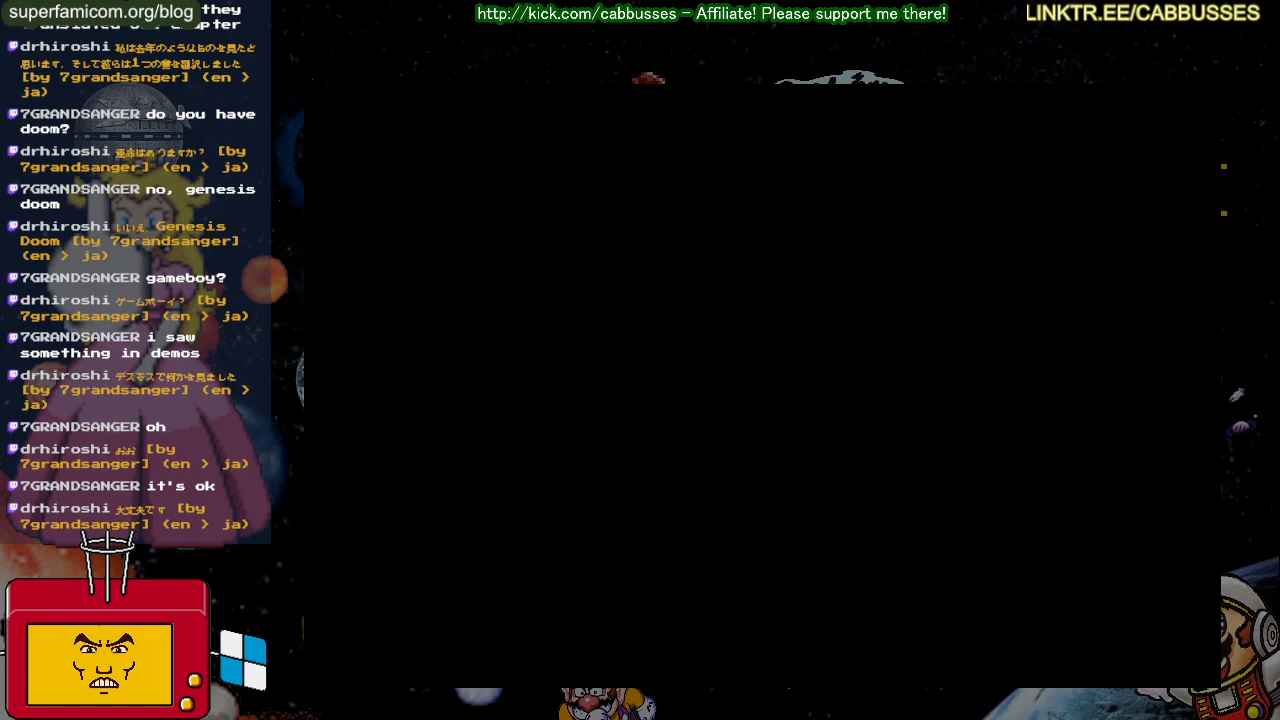 superfamicom.org/blog
http://kick.com/cabbusses - Affiliate! Please support me there!
LINKTR.EE/CABBUSSES
they
drhiroshi 私は去年のようなものを見たと
思います、そして彼らは1つの章を翻訳しました
[by 7grandsanger] (en >
ja)
7GRANDSANGER do you have
doom?
drhiroshi 運命はありますか? [by
7grandsanger] (en > ja)
7GRANDSANGER no, genesis
doom
drhiroshi いいえ、Genesis
Doom [by 7grandsanger]
(en > ja)
7GRANDSANGER gameboy?
drhiroshi ゲームボーイ? [by
7grandsanger] (en > ja)
7GRANDSANGER i saw
something in demos
drhiroshi デスモスで何かを見ました
[by 7grandsanger] (en >
ja)
7GRANDSANGER oh
drhiroshi おお [by
7grandsanger] (en > ja)
7GRANDSANGER it's ok
drhiroshi 大丈夫です [by
7grandsanger] (en > ja)